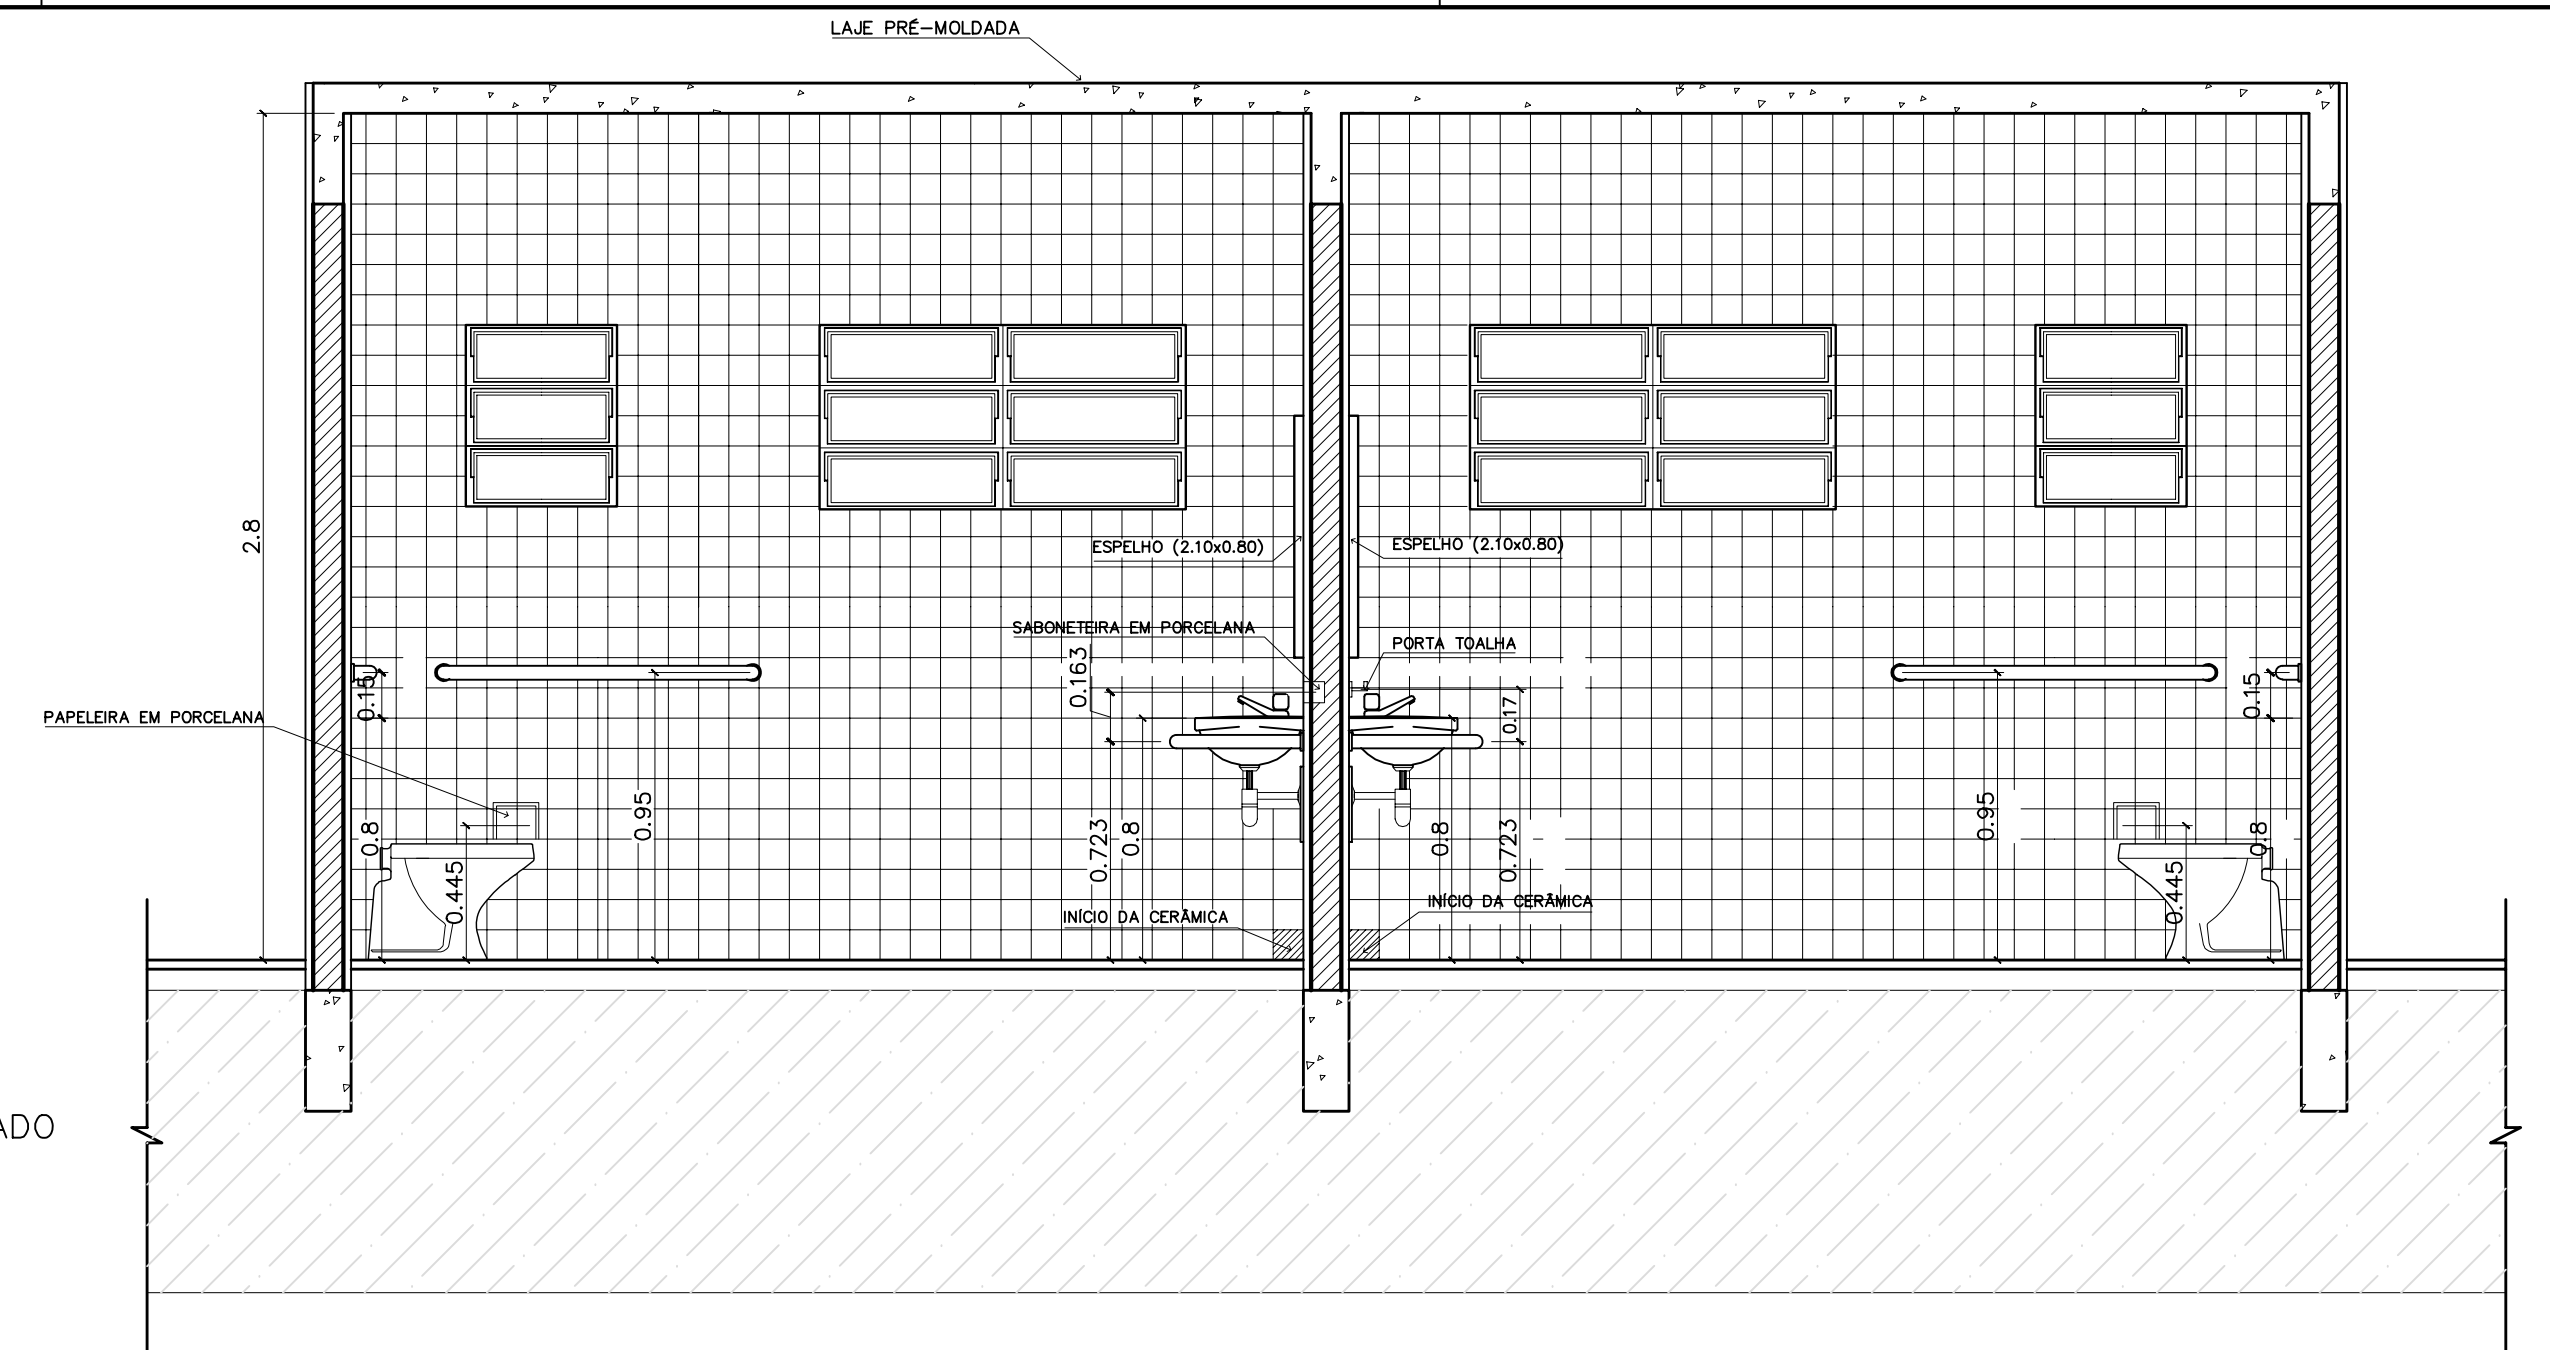 LAJE PRÉ-MOLDADA
2.8
ESPELHO (2.10x0.80)
ESPELHO (2.10x0.80)
SABONETEIRA EM PORCELANA
PORTA TOALHA
0.163
0.15
0.17
0.15
PAPELEIRA EM PORCELANA
0.8
0.445
0.95
0.723
0.8
0.8
0.723
0.95
0.445
0.8
INÍCIO DA CERÂMICA
INÍCIO DA CERÂMICA
ADO